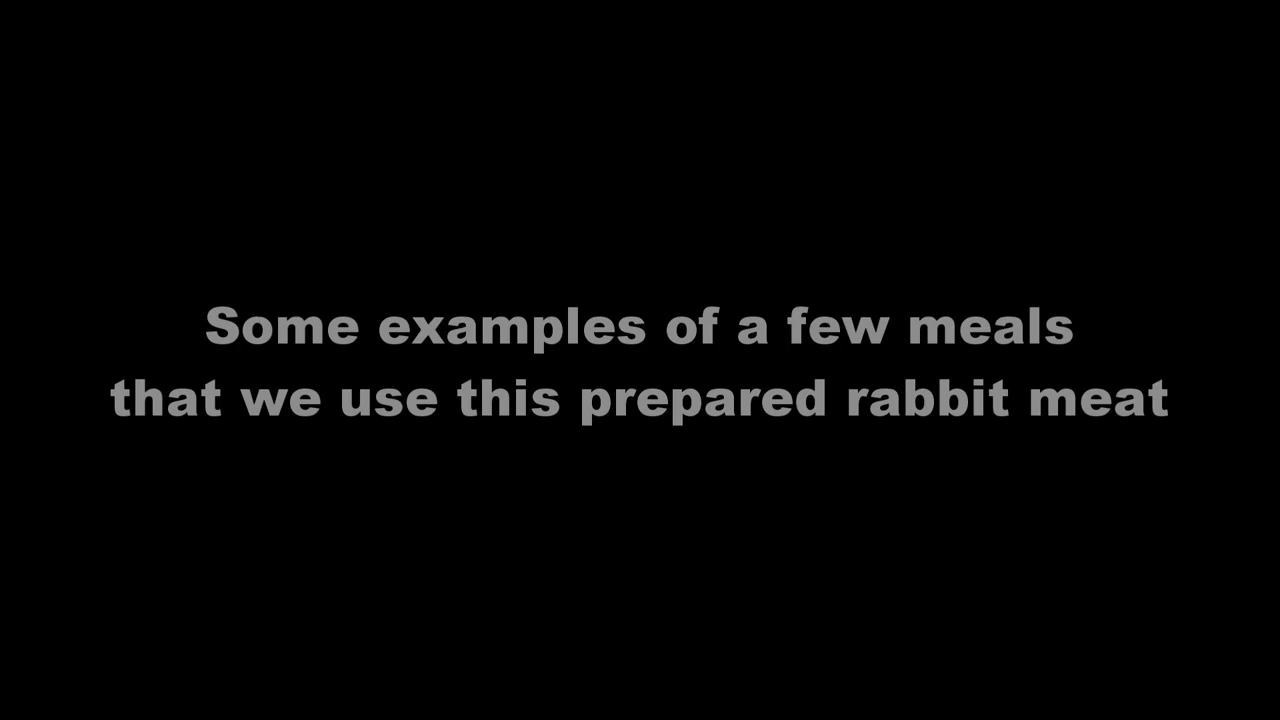 Some examples of a few meals
that we use this prepared rabbit meat